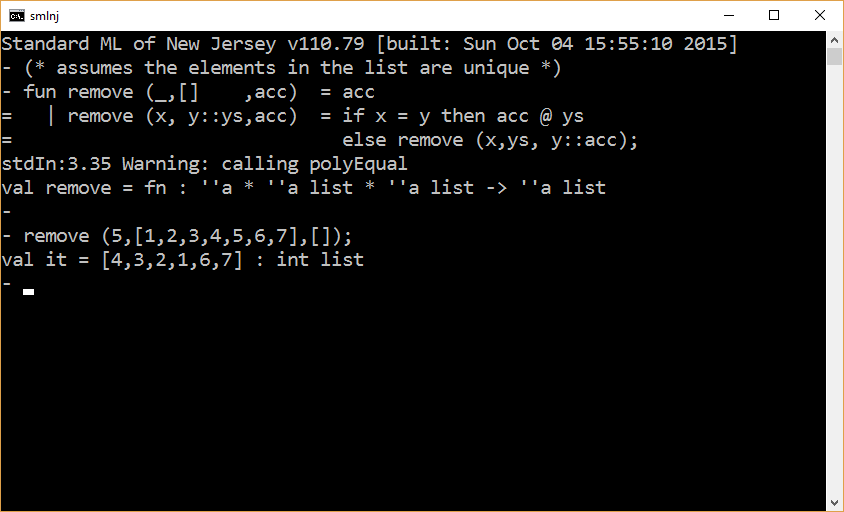 smlnj
Standard ML of New Jersey v110.79 [built: Sun Oct 04 15:55:10 2015]
- (* assumes the elements in the list are unique *)
- fun remove (_,[]    ,acc)  = acc
=   | remove (x, y::ys,acc)  = if x = y then acc @ ys
=                              else remove (x,ys, y::acc);
stdIn:3.35 Warning: calling polyEqual
val remove = fn : ''a * ''a list * ''a list -> ''a list
-
- remove (5,[1,2,3,4,5,6,7],[]);
val it = [4,3,2,1,6,7] : int list
-